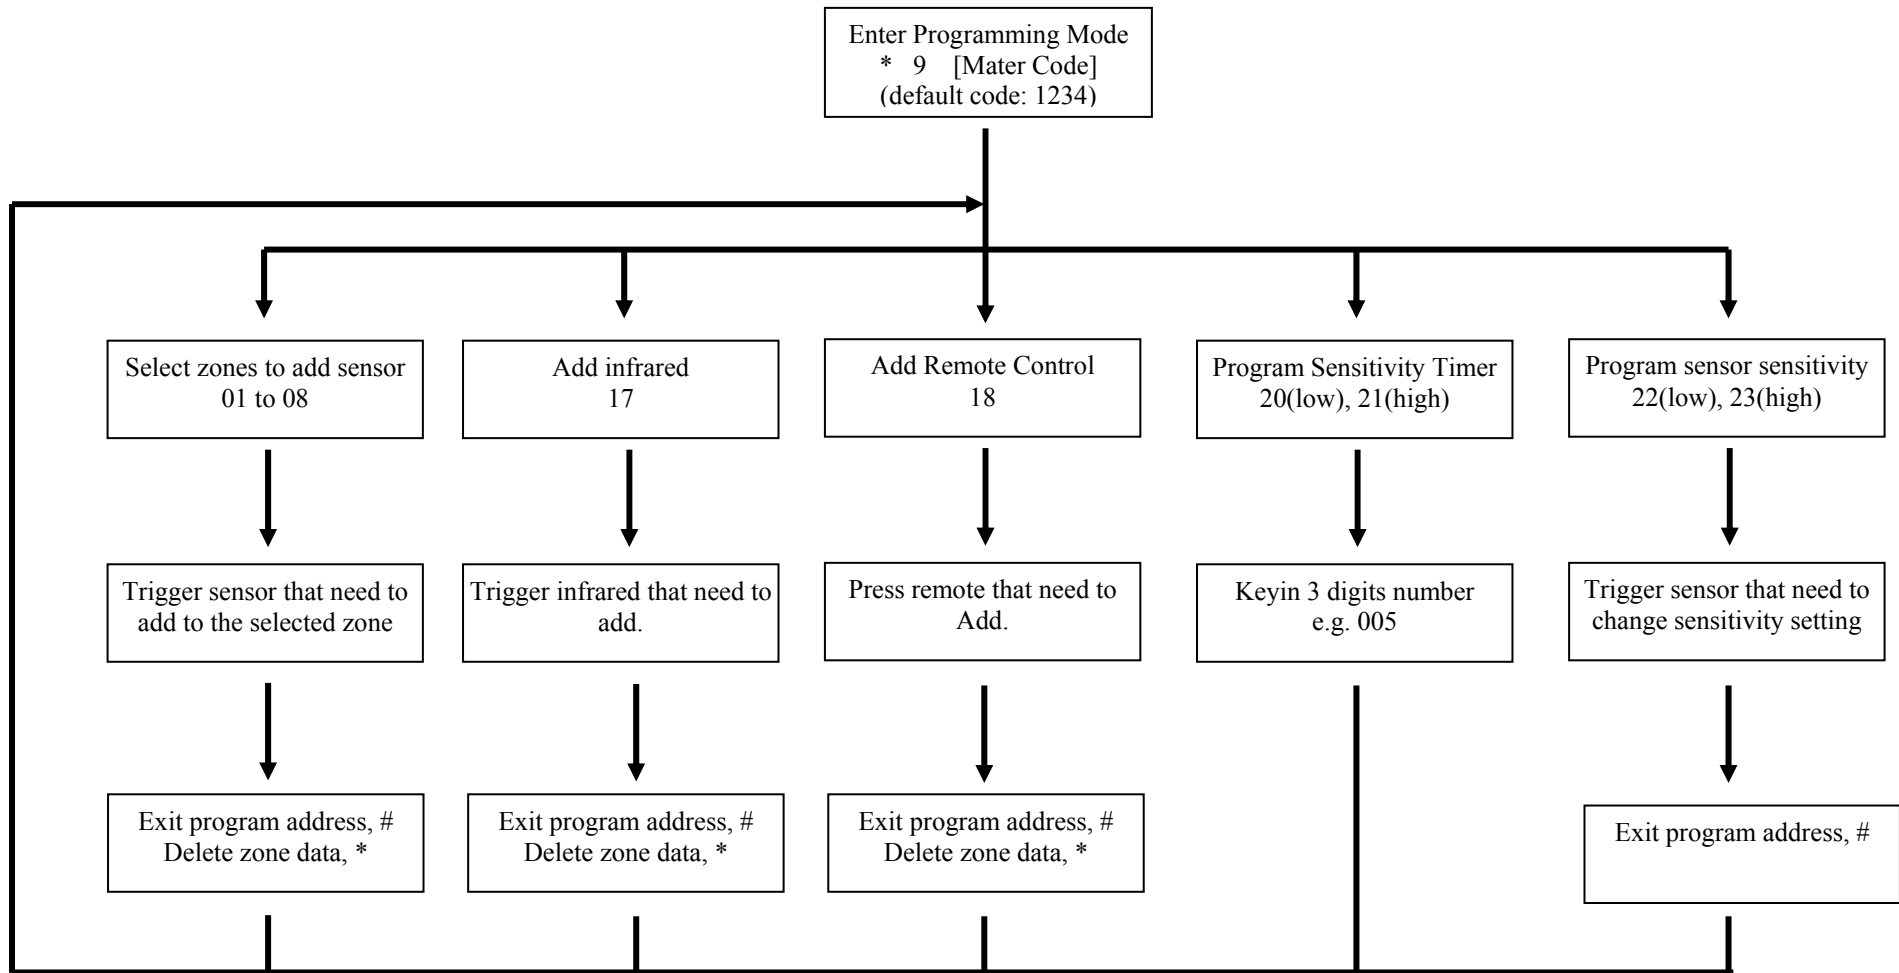 Enter Programming Mode
* 9 [Mater Code]
(default code: 1234)
Select zones to add sensor
01 to 08
Add infrared
17
Add Remote Control
18
Program Sensitivity Timer
20(low), 21(high)
Program sensor sensitivity
22(low), 23(high)
Trigger sensor that need to
add to the selected zone
Trigger infrared that need to
add.
Press remote that need to
Add.
Keyin 3 digits number
e.g. 005
Trigger sensor that need to
change sensitivity setting
Exit program address, #
Delete zone data, *
Exit program address, #
Delete zone data, *
Exit program address, #
Delete zone data, *
Exit program address, #